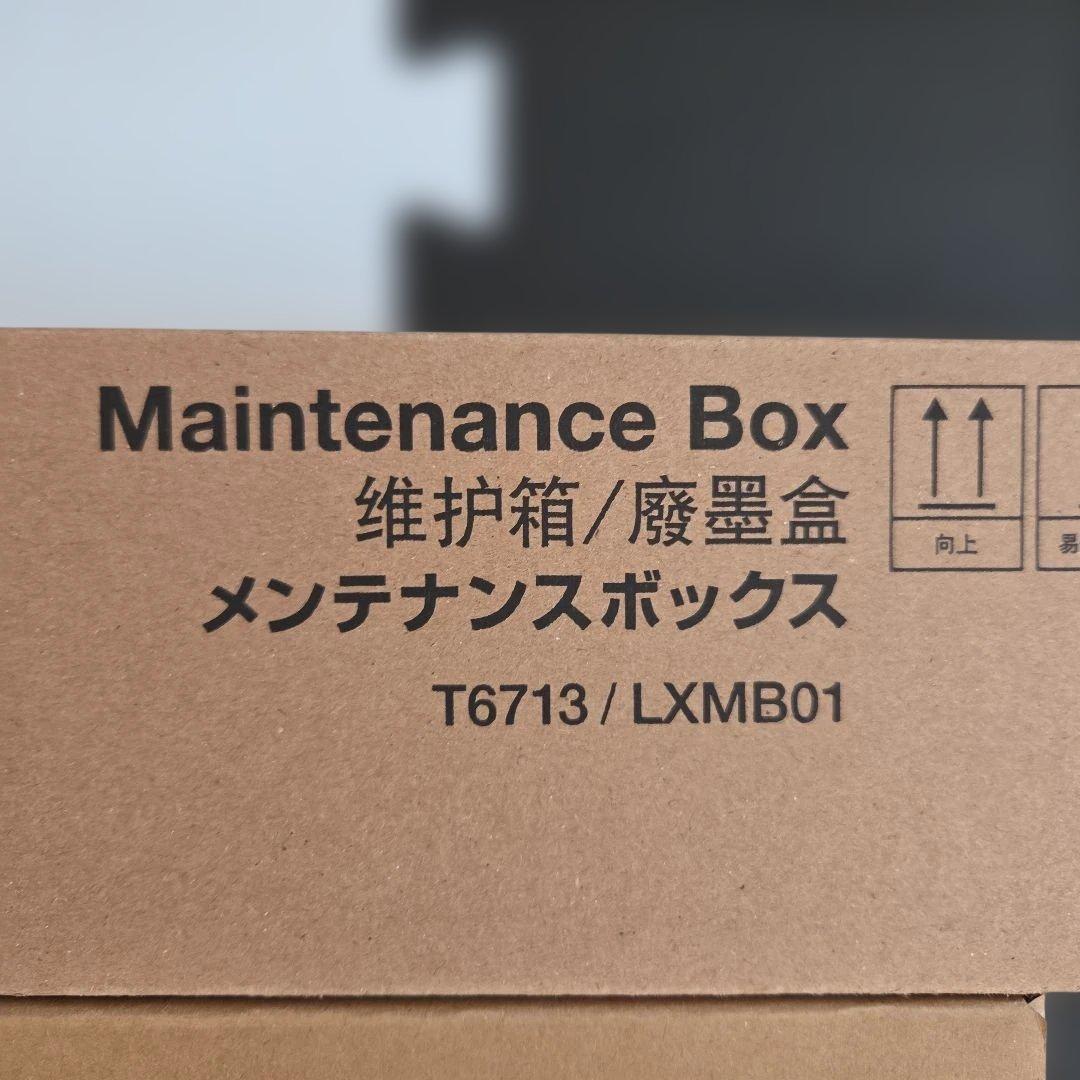 Maintenance Box
维护箱/廢墨盒
メンテナンスボックス
T6713 / LXMB01
向上
易